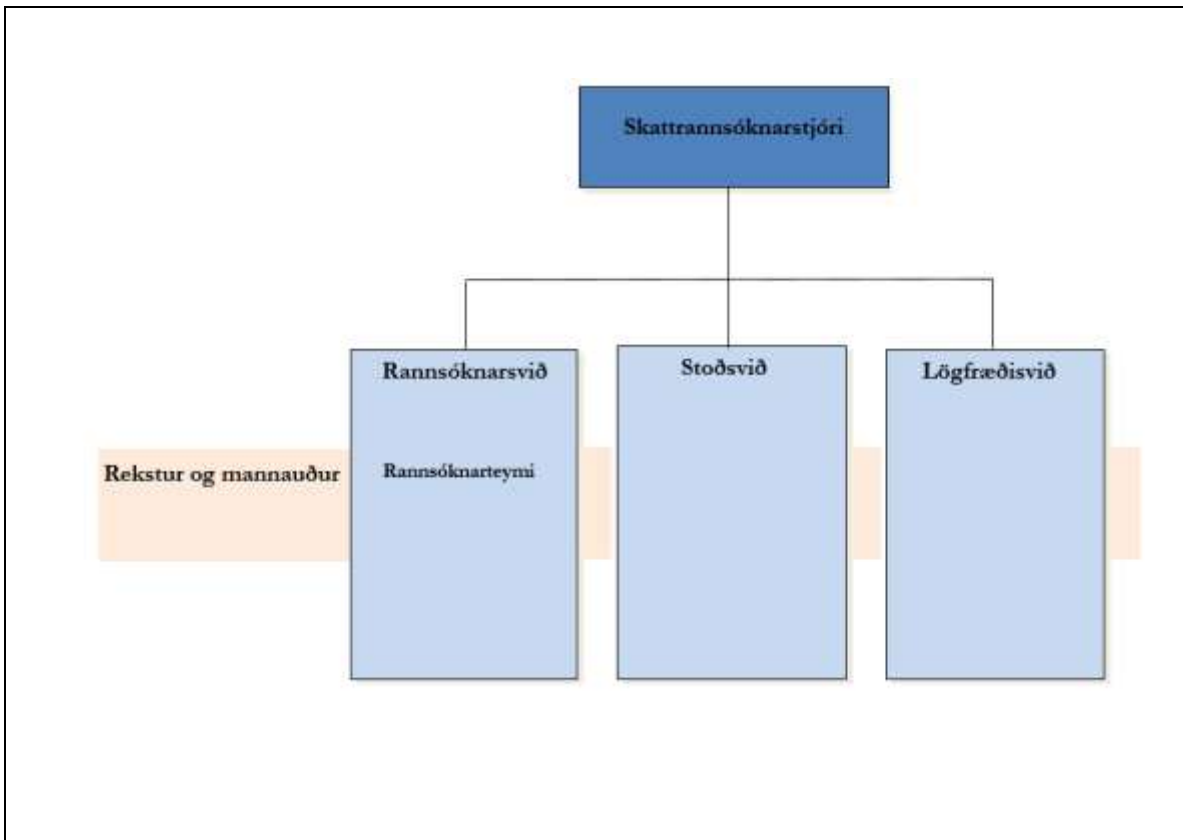 Skattrannsóknarstjóri
Rannsóknarsvið
Stoðsvið
Lögfræðisvið
Rekstur og mannauður
Rannsóknarteymi